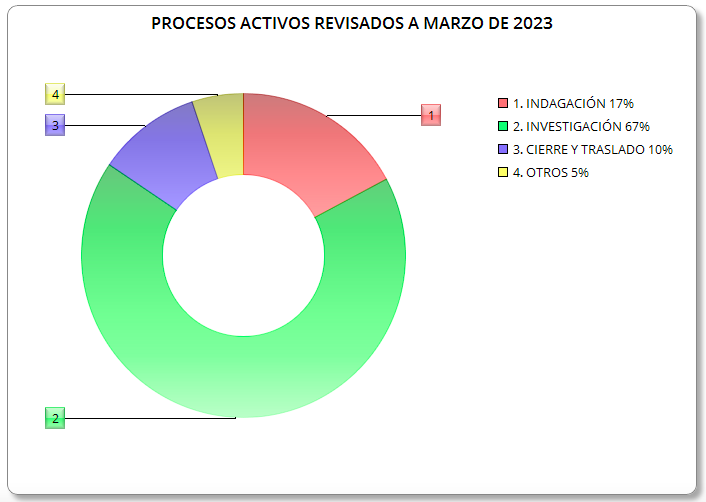 PROCESOS ACTIVOS REVISADOS A MARZO DE 2023
4
3
1
2
1. INDAGACIÓN 17%
2. INVESTIGACIÓN 67%
3. CIERRE Y TRASLADO 10%
4. OTROS 5%